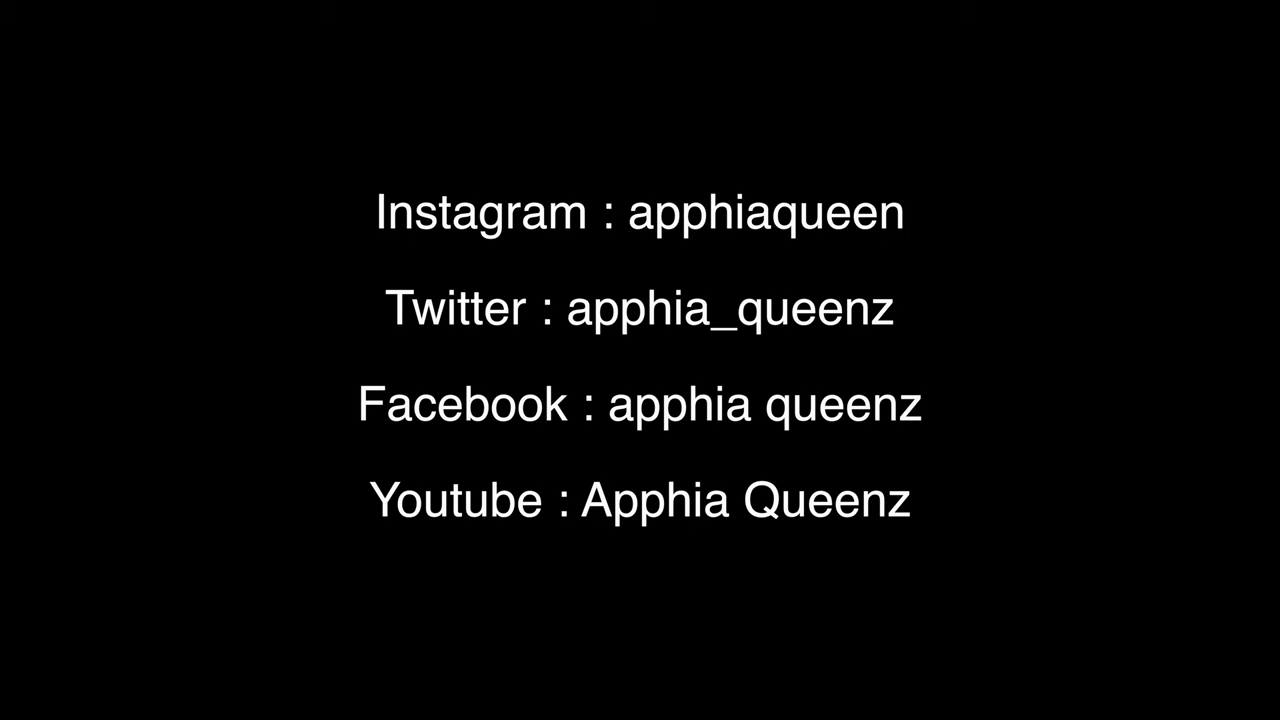 Instagram : apphiaqueen
Twitter : apphia_queenz
Facebook : apphia queenz
Youtube : Apphia Queenz